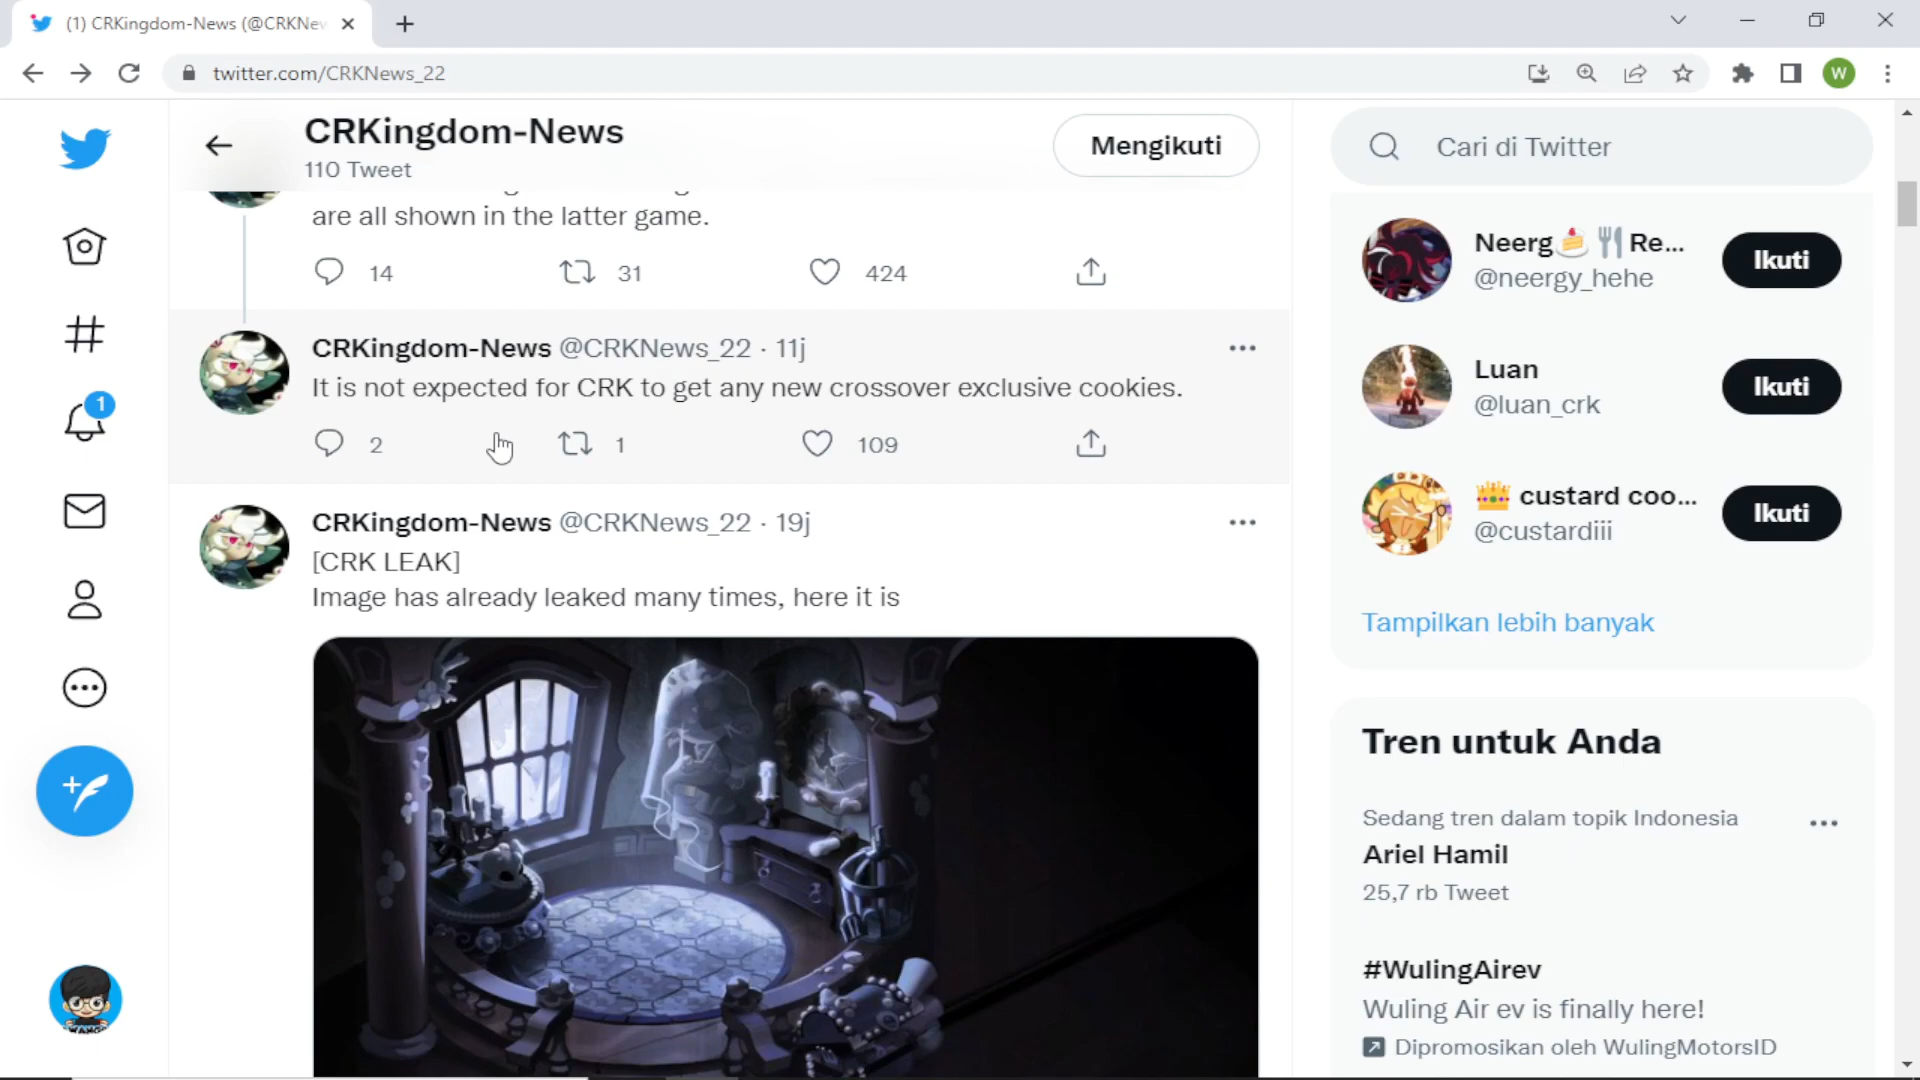 (1) CRKingdom-News (@CRKNew
twitter.com/CRKNews_22
W
CRKingdom-News
110 Tweet
Mengikuti
Cari di Twitter
are all shown in the latter game.
14 31 424
CRKingdom-News @CRKNews_22 · 11j
It is not expected for CRK to get any new crossover exclusive cookies.
2 1 109
CRKingdom-News @CRKNews_22 · 19j
[CRK LEAK]
Image has already leaked many times, here it is
1
Neerg🍰🍴Re...
@neergy_hehe
Ikuti
Luan
@luan_crk
Ikuti
👑 custard coo...
@custardiii
Ikuti
Tampilkan lebih banyak
Tren untuk Anda
Sedang tren dalam topik Indonesia
Ariel Hamil
25,7 rb Tweet
#WulingAirev
Wuling Air ev is finally here!
Dipromosikan oleh WulingMotorsID